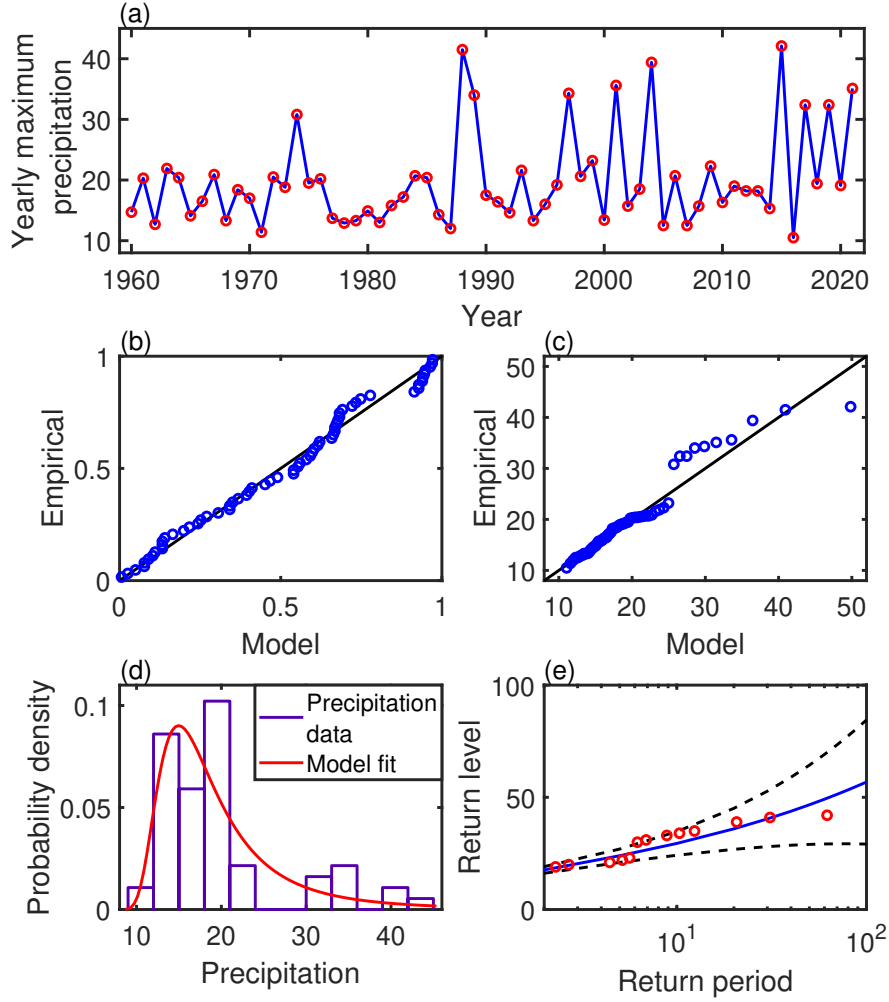 (a)
Yearly maximum
precipitation
40
30
20
10
1960 1970 1980 1990 2000 2010 2020
Year
(b)
Empirical
1
0.5
0
0 0.5 1
Model
(c)
Empirical
50
40
30
20
10
10 20 30 40 50
Model
(d)
Probability density
0.1
0.05
0
Precipitation
data
Model fit
10 20 30 40
Precipitation
(e)
Return level
100
50
0
10^1 10^2
Return period